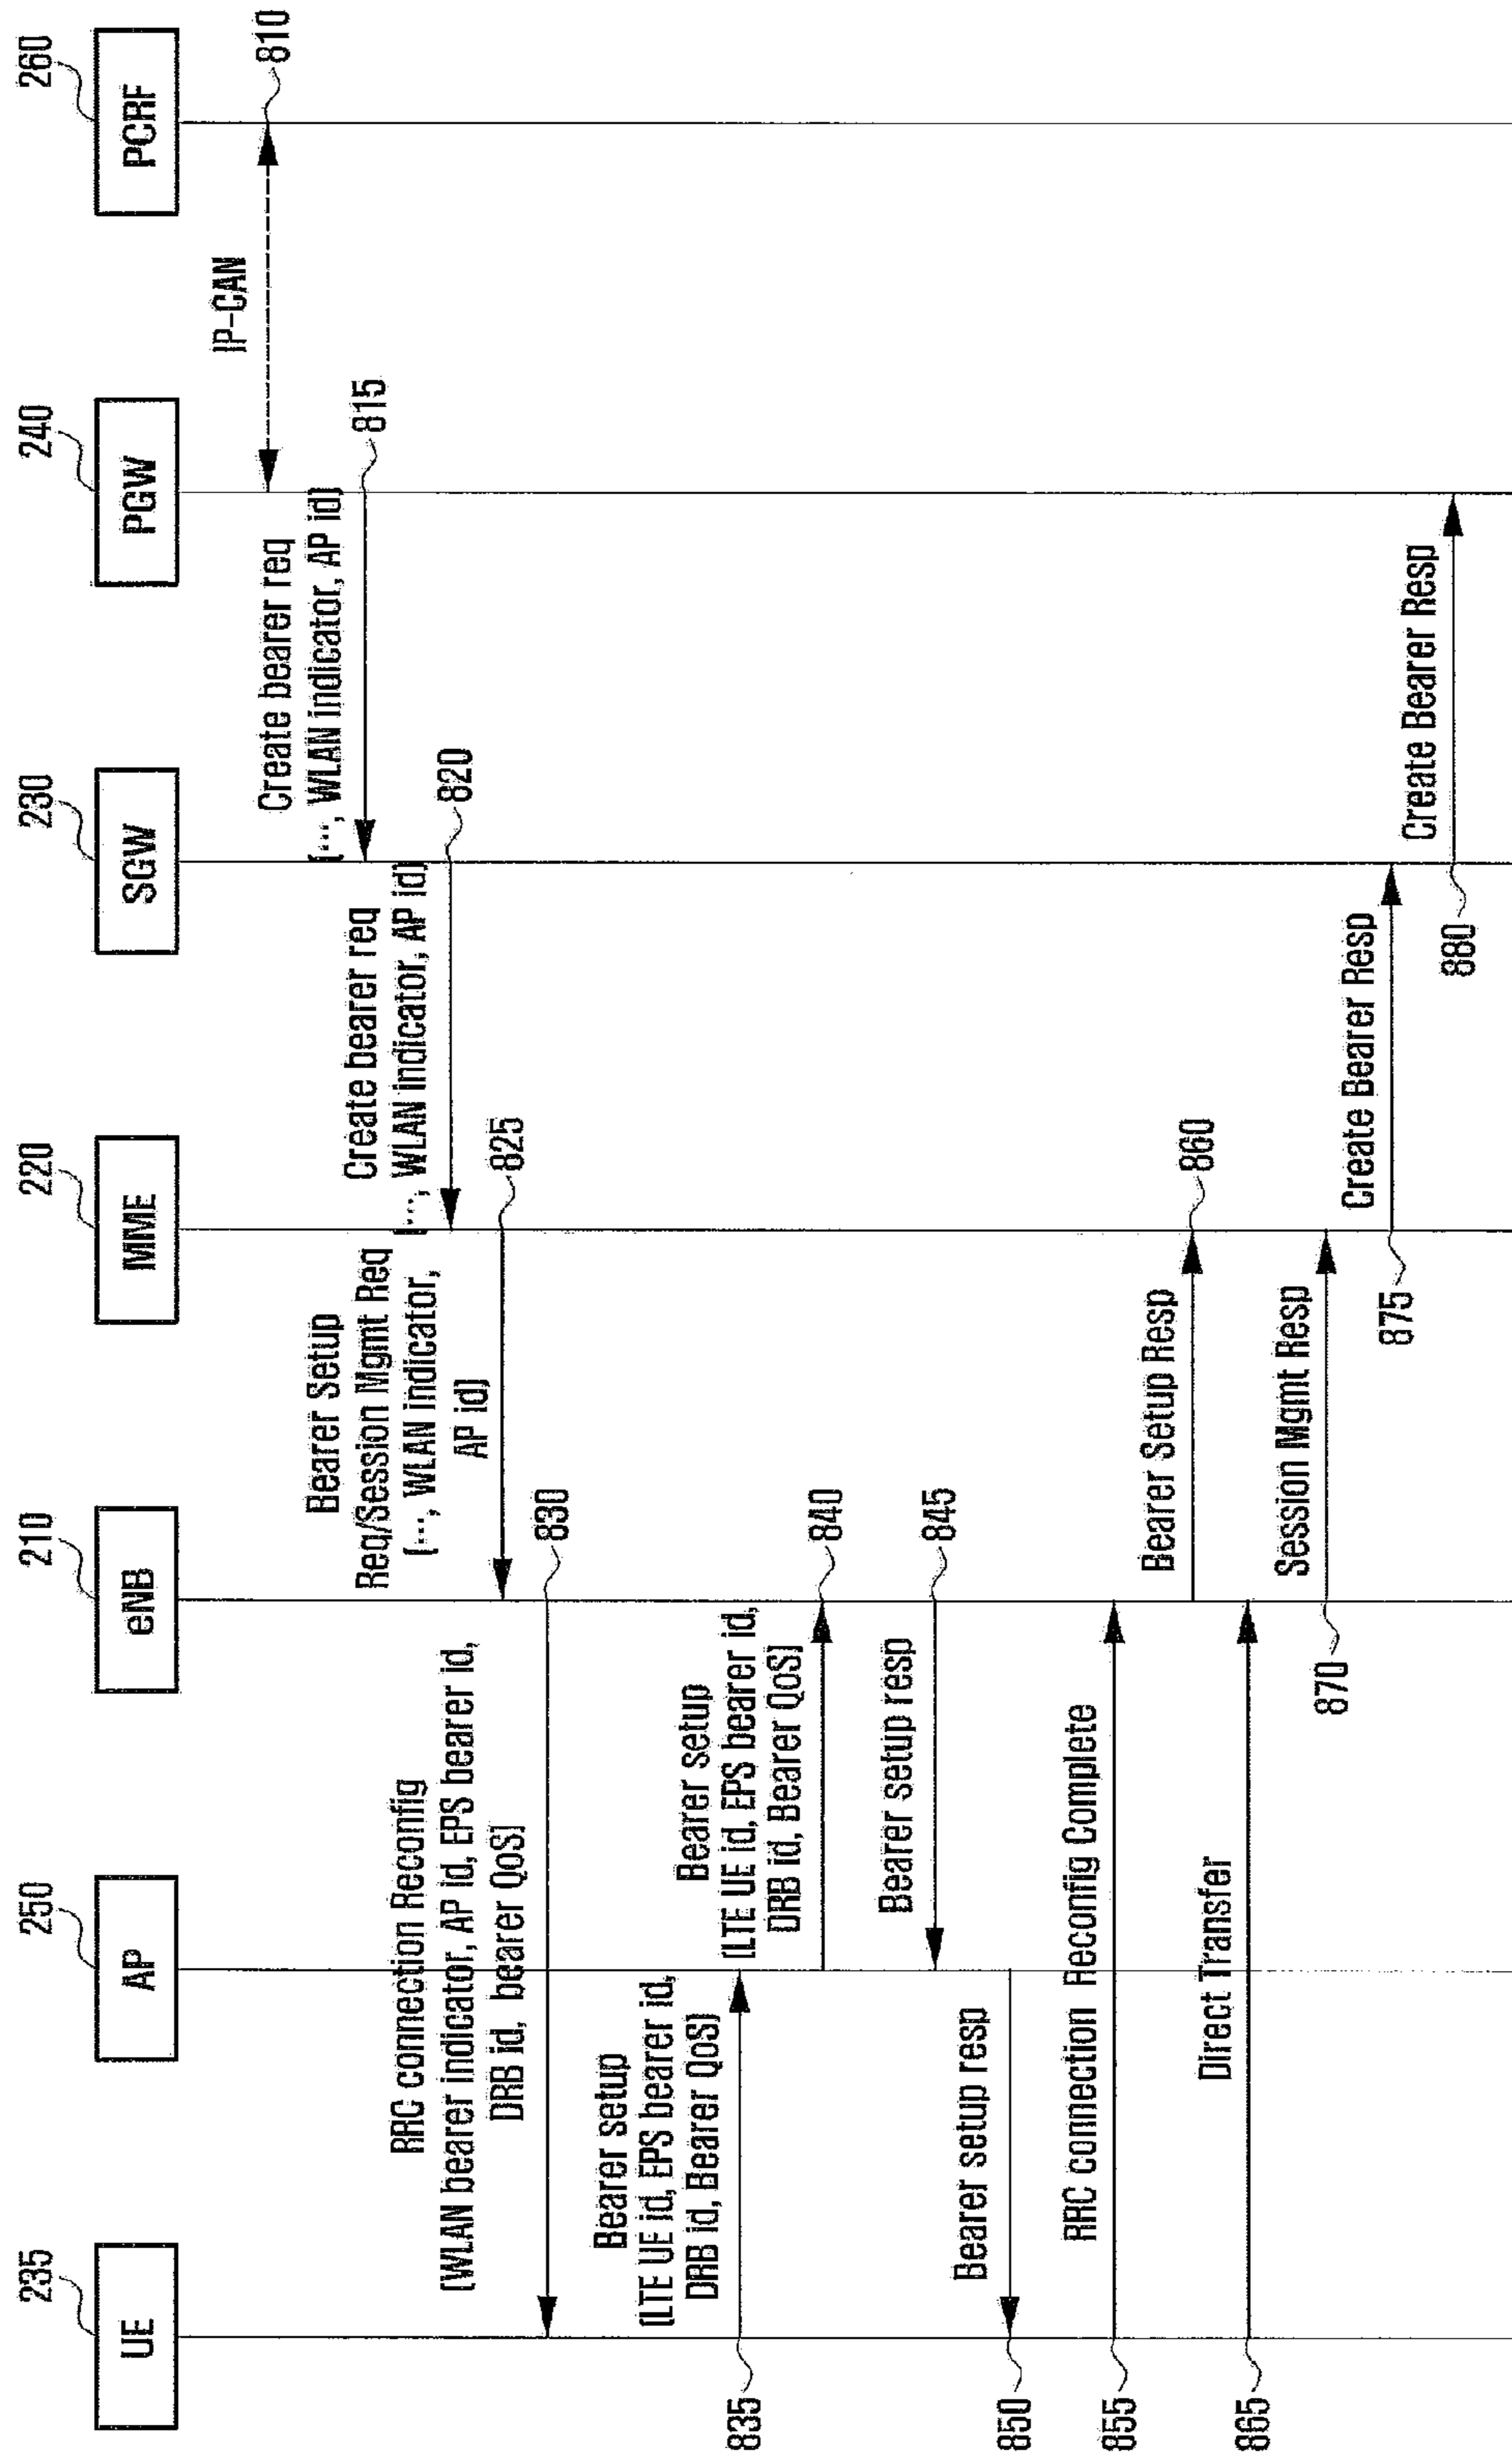 235
UE
250
AP
210
eNB
220
MME
230
SGW
240
PGW
260
PCRF
IP-CAN
810
Create bearer req
(…, WLAN indicator, AP id)
815
Create bearer req
(…, WLAN indicator, AP id)
820
Bearer Setup
Req/Session Mgmt Req
(…, WLAN indicator,
AP id)
825
RRC connection Reconfig
(WLAN bearer indicator, AP id, EPS bearer id,
DRB id, bearer QoS)
830
Bearer setup
(LTE UE id, EPS bearer id,
DRB id, Bearer QoS)
835
Bearer setup
(LTE UE id, EPS bearer id,
DRB id, Bearer QoS)
840
Bearer setup resp
845
Bearer setup resp
850
RRC connection Reconfig Complete
855
Bearer Setup Resp
860
Direct Transfer
865
Session Mgmt Resp
870
Create Bearer Resp
875
Create Bearer Resp
880